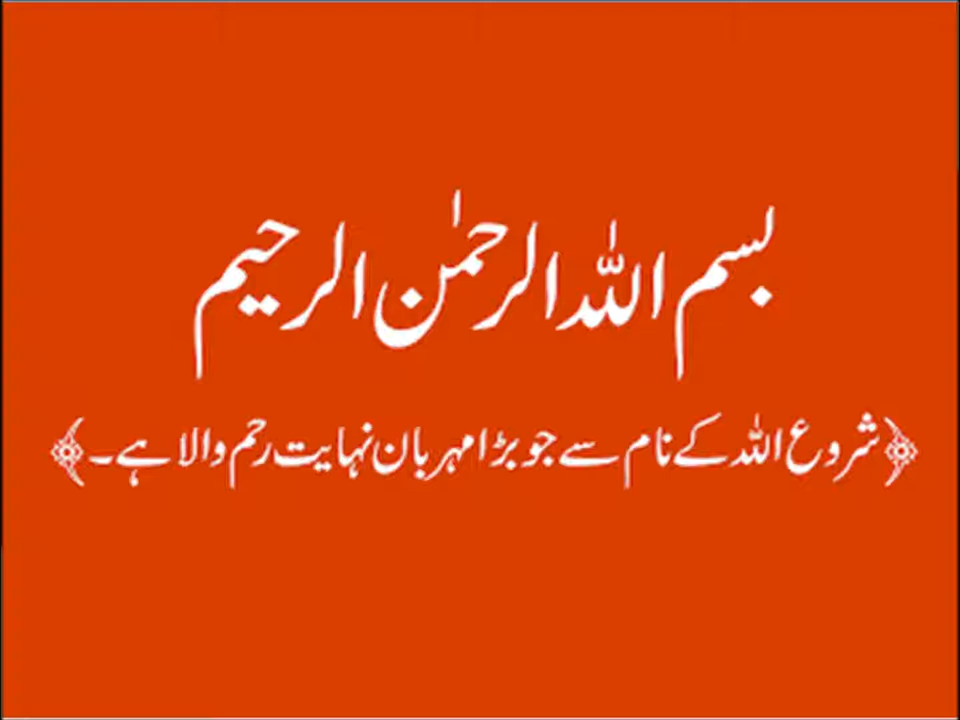 بسم اللہ الرحمٰن الرحیم
﴿شروع اللہ کے نام سے جو بڑا مہربان نہایت رحم والا ہے۔﴾